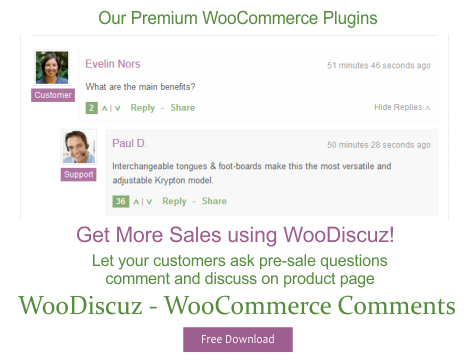 Our Premium WooCommerce Plugins
Evelin Nors
51 minutes 46 seconds ago
Customer
What are the main benefits?
2 ʌ | v Reply - Share
Hide Replies ʌ
Paul D.
50 minutes 28 seconds ago
Support
Interchangeable tongues & foot-boards make this the most versatile and
adjustable Krypton model.
36 ʌ | v Reply - Share
Get More Sales using WooDiscuz!
Let your customers ask pre-sale questions
comment and discuss on product page
WooDiscuz - WooCommerce Comments
Free Download